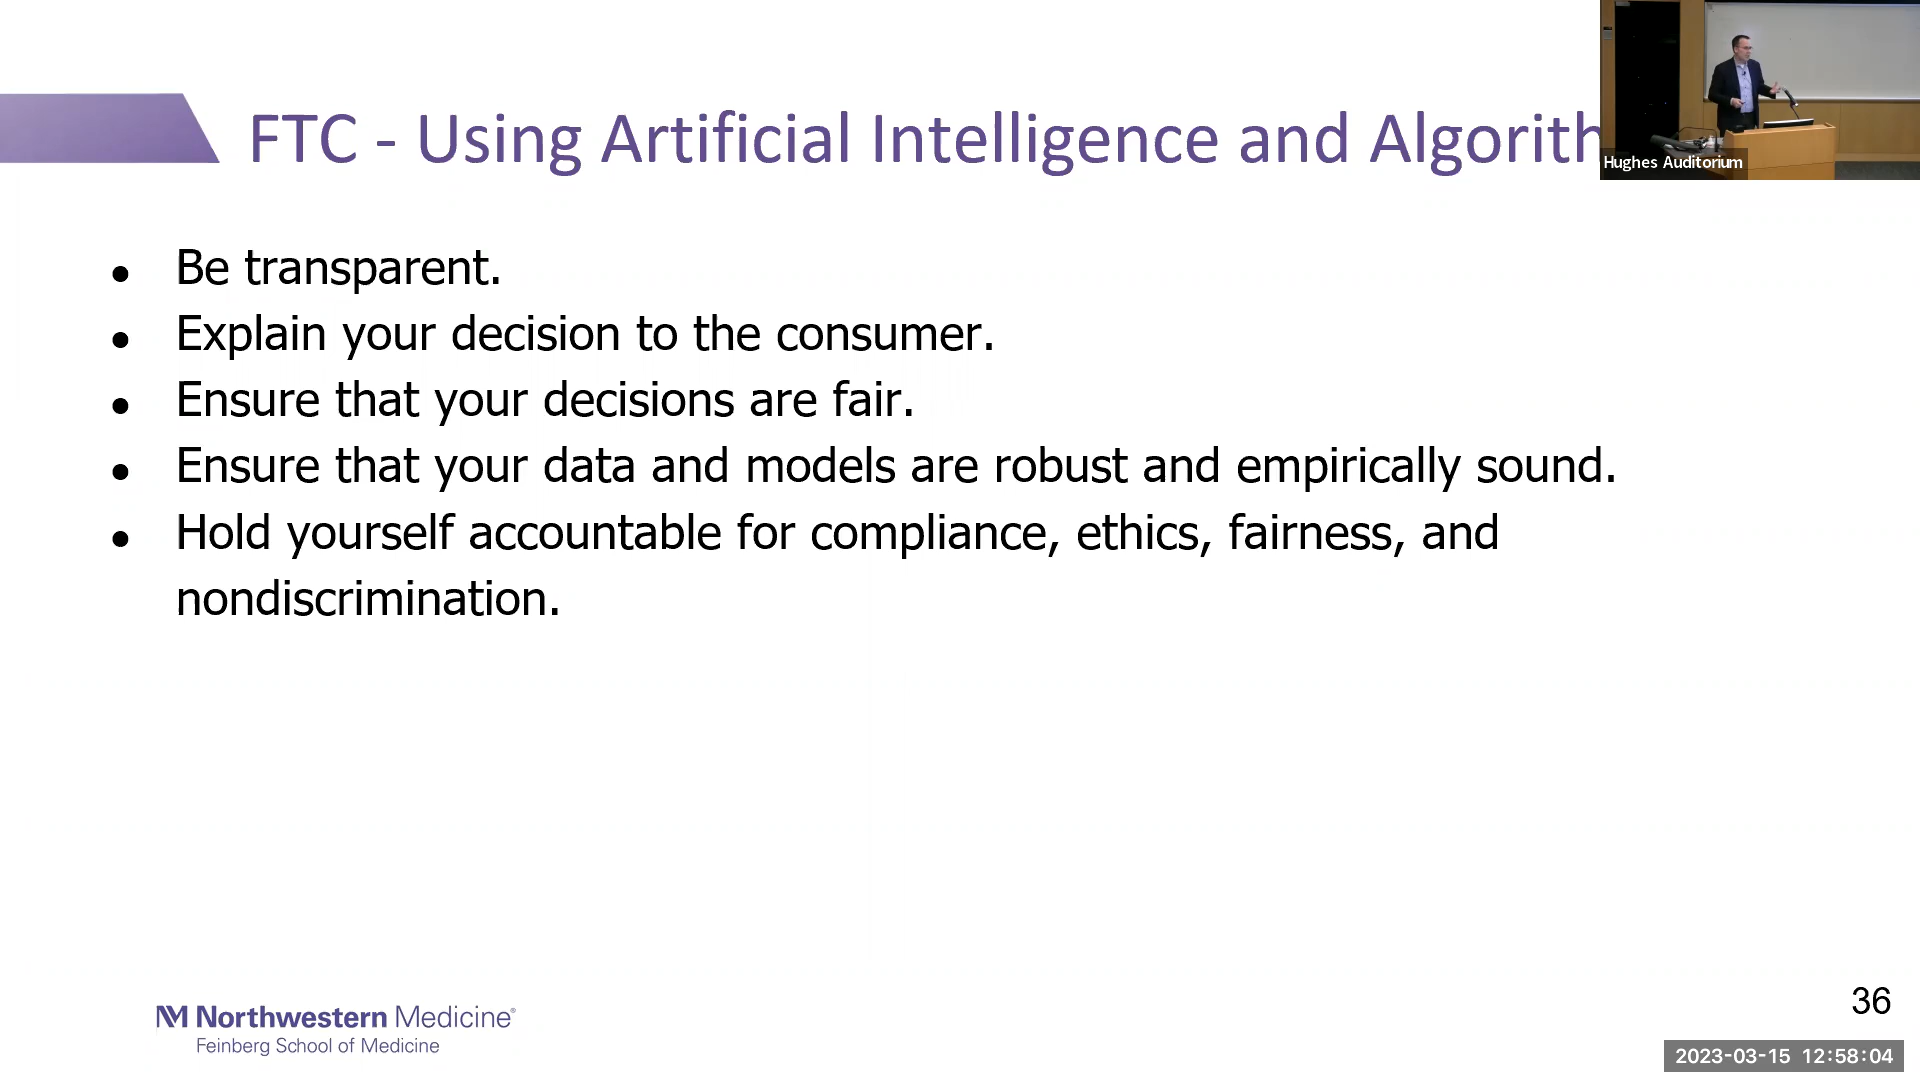 FTC - Using Artificial Intelligence and Algorith
Hughes Auditorium
● Be transparent.
● Explain your decision to the consumer.
● Ensure that your decisions are fair.
● Ensure that your data and models are robust and empirically sound.
● Hold yourself accountable for compliance, ethics, fairness, and
nondiscrimination.
Northwestern Medicine®
Feinberg School of Medicine
36
2023-03-15 12:58:04